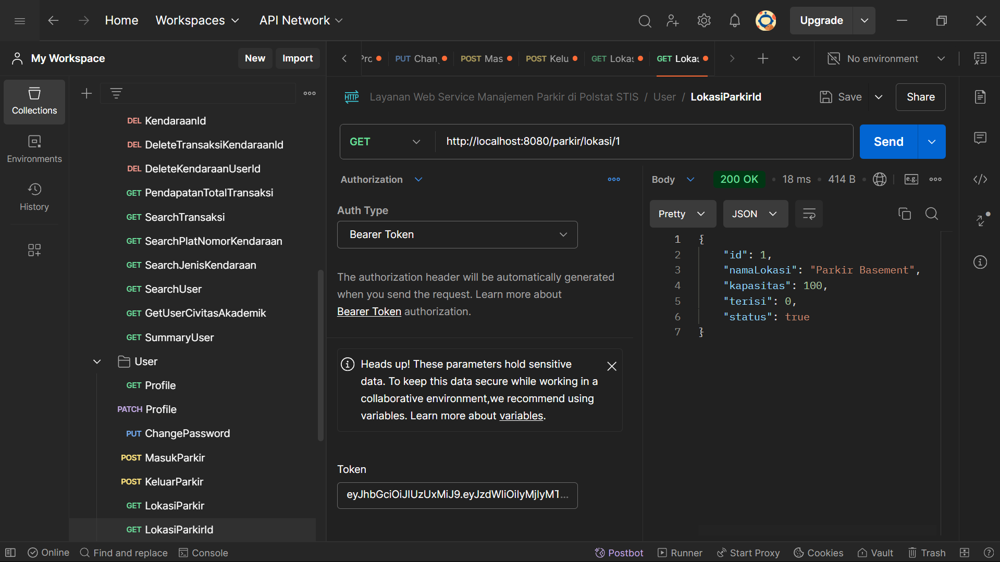 Home
Workspaces
API Network
Upgrade
My Workspace
New
Import
Pro
PUT Chan
POST Mas
POST Kelu
GET Lokas
GET Lokas
No environment
Collections
Environments
History
DEL KendaraanId
DEL DeleteTransaksiKendaraanId
DEL DeleteKendaraanUserId
GET PendapatanTotalTransaksi
GET SearchTransaksi
GET SearchPlatNomorKendaraan
GET SearchJenisKendaraan
GET SearchUser
GET GetUserCivitasAkademik
GET SummaryUser
User
GET Profile
PATCH Profile
PUT ChangePassword
POST MasukParkir
POST KeluarParkir
GET LokasiParkir
GET LokasiParkirId
HTTP Layanan Web Service Manajemen Parkir di Polstat STIS / User / LokasiParkirId
Save
Share
GET
http://localhost:8080/parkir/lokasi/1
Send
Authorization
Auth Type
Bearer Token
The authorization header will be automatically generated
when you send the request. Learn more about
Bearer Token authorization.
Heads up! These parameters hold sensitive
data. To keep this data secure while working in a
collaborative environment,we recommend using
variables. Learn more about variables.
Token
eyJhbGciOiJIUzUxMiJ9.eyJzdWIiOiIyMjIyMT...
Body
200 OK
18 ms
414 B
e.g.
Pretty
JSON
1 {
2 "id": 1,
3 "namaLokasi": "Parkir Basement",
4 "kapasitas": 100,
5 "terisi": 0,
6 "status": true
7 }
Online
Find and replace
Console
Postbot
Runner
Start Proxy
Cookies
Vault
Trash